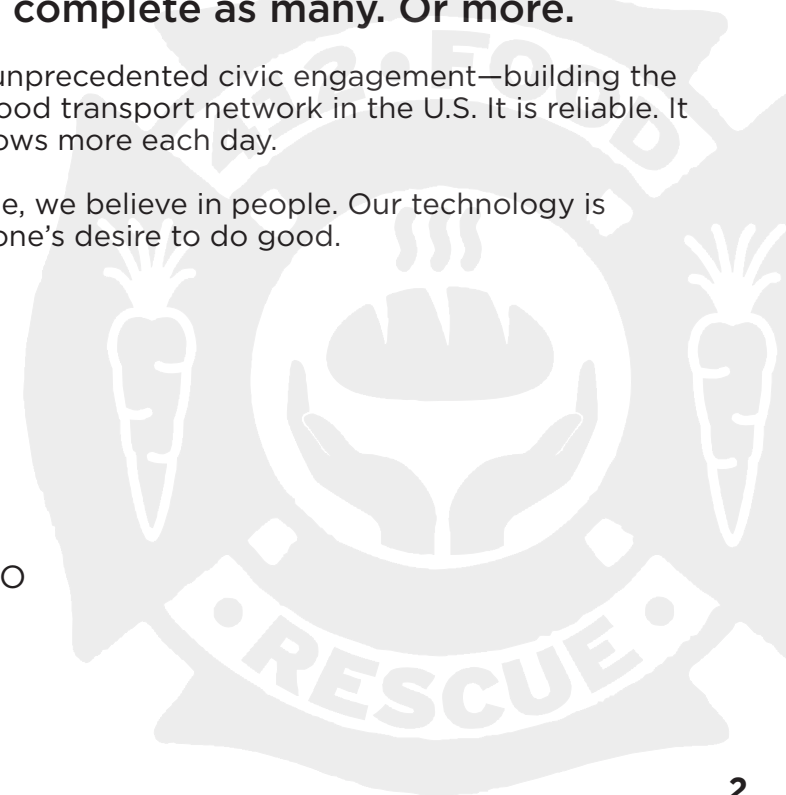 complete as many. Or more.
unprecedented civic engagement—building the
ood transport network in the U.S. It is reliable. It
ows more each day.
e, we believe in people. Our technology is
one's desire to do good.
412 • FOOD
O
• RESCUE •
2